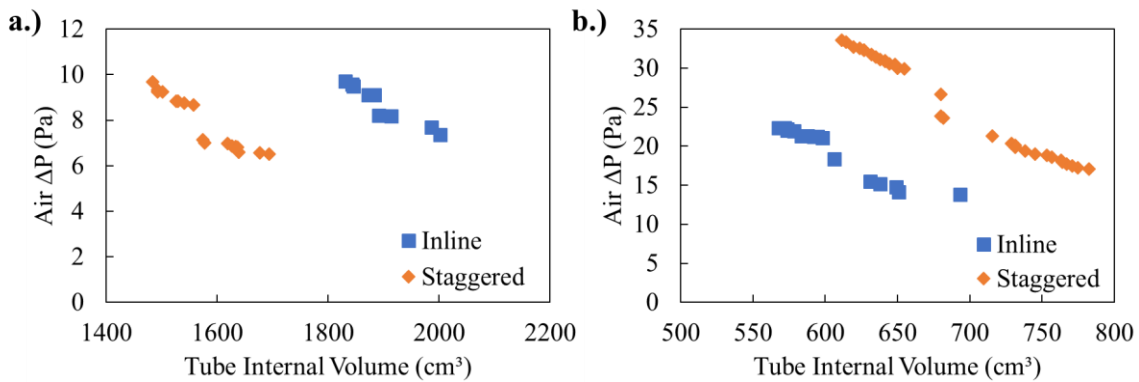 a.)
12
10
8
6
4
2
0
Air ΔP (Pa)
Inline
Staggered
1400 1600 1800 2000 2200
Tube Internal Volume (cm³)
b.)
35
30
25
20
15
10
5
0
Air ΔP (Pa)
Inline
Staggered
500 550 600 650 700 750 800
Tube Internal Volume (cm³)